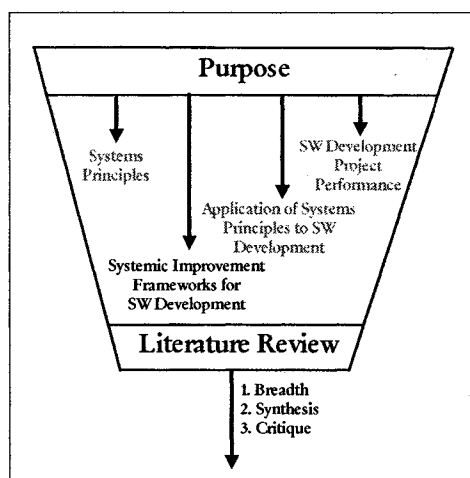 Purpose
Systems
Principles
SW Development
Project
Performance
Application of Systems
Principles to SW
Development
Systemic Improvement
Frameworks for
SW Development
Literature Review
1. Breadth
2. Synthesis
3. Critique